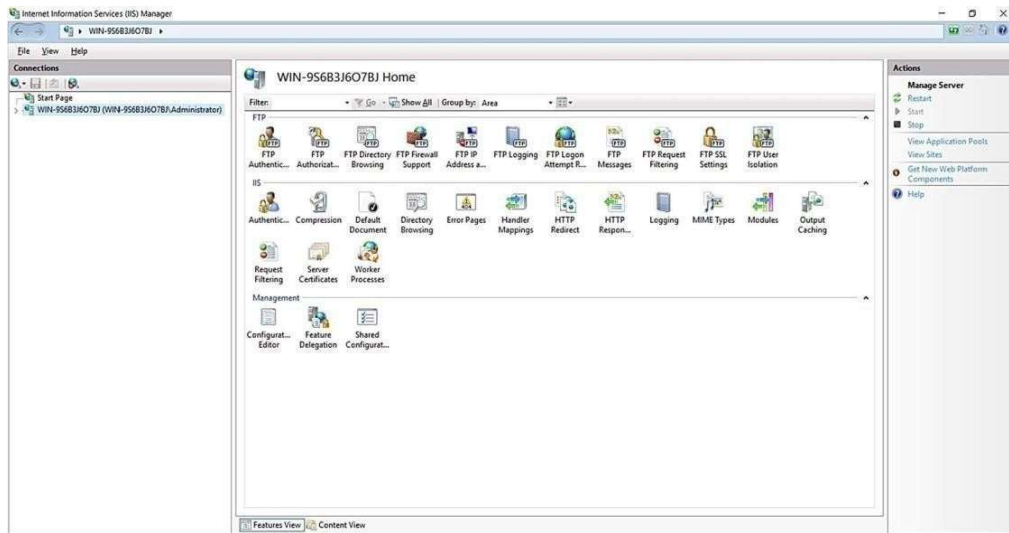 Internet Information Services (IIS) Manager
WIN-9S6B3J6O7BJ
File View Help
Connections
Start Page
WIN-9S6B3J6O7BJ (WIN-9S6B3J6O7BJ\Administrator)
WIN-9S6B3J6O7BJ Home
Filter: Go Show All Group by: Area
FTP
FTP Authentic...
FTP Authorizat...
FTP Directory Browsing
FTP Firewall Support
FTP IP Address a...
FTP Logging
FTP Logon Attempt R...
FTP Messages
FTP Request Filtering
FTP SSL Settings
FTP User Isolation
IIS
Authentic...
Compression
Default Document
Directory Browsing
Error Pages
Handler Mappings
HTTP Redirect
HTTP Respon...
Logging
MIME Types
Modules
Output Caching
Request Filtering
Server Certificates
Worker Processes
Management
Configurat... Editor
Feature Delegation
Shared Configurat...
Features View Content View
Actions
Manage Server
Restart
Start
Stop
View Application Pools
View Sites
Get New Web Platform
Components
Help